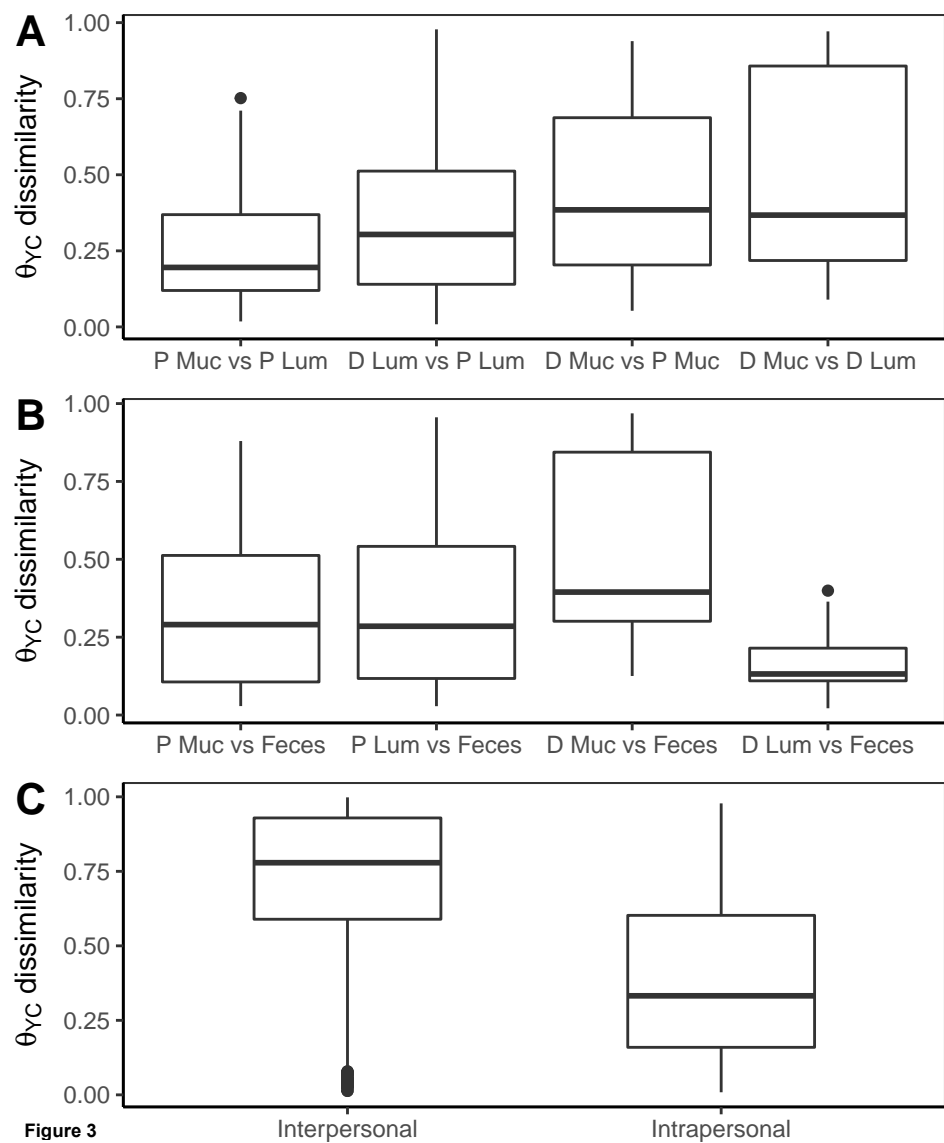 A
θYC dissimilarity
1.00
0.75
0.50
0.25
0.00
P Muc vs P Lum D Lum vs P Lum D Muc vs P Muc D Muc vs D Lum
B
θYC dissimilarity
1.00
0.75
0.50
0.25
0.00
P Muc vs Feces P Lum vs Feces D Muc vs Feces D Lum vs Feces
C
θYC dissimilarity
1.00
0.75
0.50
0.25
0.00
Interpersonal Intrapersonal
Figure 3